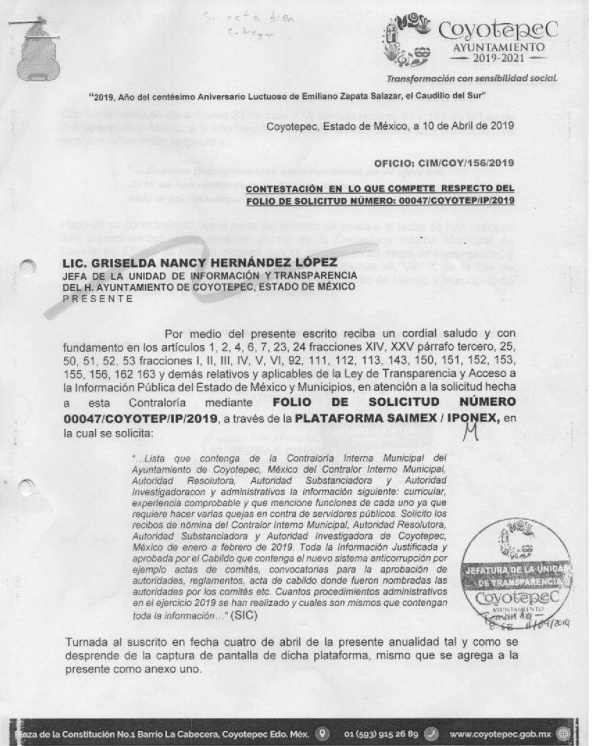 Si esta bien
Entregar
COYOTEPEC
AYUNTAMIENTO
2019-2021
Transformación con sensibilidad social.
"2019, Año del centésimo Aniversario Luctuoso de Emiliano Zapata Salazar, el Caudillo del Sur"
Coyotepec, Estado de México, a 10 de Abril de 2019
OFICIO: CIM/COY/156/2019
CONTESTACIÓN EN LO QUE COMPETE RESPECTO DEL
FOLIO DE SOLICITUD NÚMERO: 00047/COYOTEP/IP/2019
LIC. GRISELDA NANCY HERNÁNDEZ LÓPEZ
JEFA DE LA UNIDAD DE INFORMACIÓN Y TRANSPARENCIA
DEL H. AYUNTAMIENTO DE COYOTEPEC, ESTADO DE MÉXICO
P R E S E N T E
Por medio del presente escrito reciba un cordial saludo y con
fundamento en los artículos 1, 2, 4, 6, 7, 23, 24 fracciones XIV, XXV párrafo tercero, 25,
50, 51, 52, 53 fracciones I, II, III, IV, V, VI, 92, 111, 112, 113, 143, 150, 151, 152, 153,
155, 156, 162 163 y demás relativos y aplicables de la Ley de Transparencia y Acceso a
la Información Pública del Estado de México y Municipios, en atención a la solicitud hecha
a esta Contraloría mediante FOLIO DE SOLICITUD NÚMERO
00047/COYOTEP/IP/2019, a través de la PLATAFORMA SAIMEX / IPONEX, en
M
la cual se solicita:
"...Lista que contenga de la Contraloría Interna Municipal del
Ayuntamiento de Coyotepec, México del Contralor Interno Municipal,
Autoridad Resolutora, Autoridad Substanciadora y Autoridad
Investigadoracon y administrativos la información siguiente: curricular,
experiencia comprobable y que mencione funciones de cada uno ya que
requiere hacer varias quejas en contra de servidores públicos. Solicito los
recibos de nómina del Contralor Interno Municipal, Autoridad Resolutora,
Autoridad Substanciadora y Autoridad Investigadora de Coyotepec,
México de enero a febrero de 2019. Toda la Información Justificada y
aprobada por el Cabildo que contenga el nuevo sistema anticorrupción por
ejemplo actas de comités, convocatorias para la aprobación de
autoridades, reglamentos, acta de cabildo donde fueron nombradas las
autoridades por los comités etc. Cuantos procedimientos administrativos
en el ejercicio 2019 se han realizado y cuales son mismos que contengan
toda la información..." (SIC)
JEFATURA DE LA UNIDAD
DE TRANSPARENCIA
COYOTEPEC
AYUNTAMIENTO
Turnada al suscrito en fecha cuatro de abril de la presente anualidad tal y como se
desprende de la captura de pantalla de dicha plataforma, mismo que se agrega a la
presente como anexo uno.
Plaza de la Constitución No.1 Barrio La Cabecera, Coyotepec Edo. Méx. 01 (593) 915 26 89 www.coyotepec.gob.mx